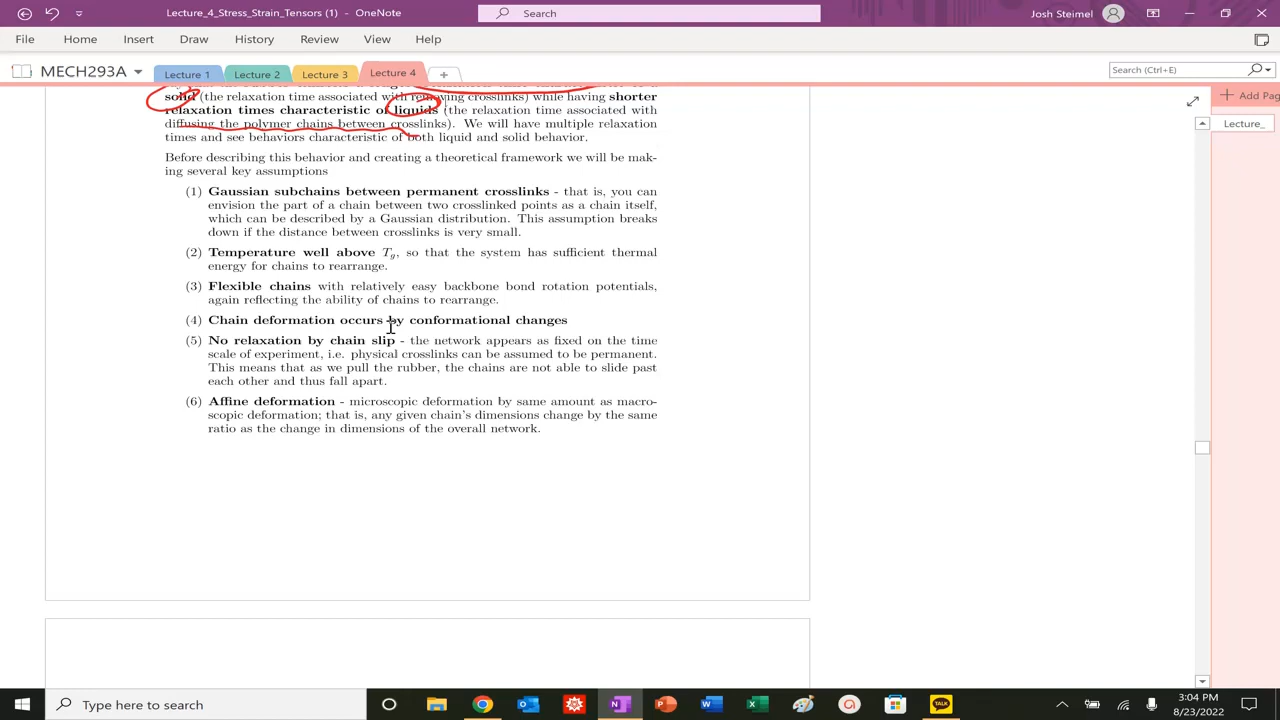 Lecture_4_Stress_Strain_Tensors (1) - OneNote
Search
Josh Steimel
File Home Insert Draw History Review View Help
MECH293A
Lecture 1 Lecture 2 Lecture 3 Lecture 4
Search (Ctrl+E)
Add Pag
Lecture_
solid (the relaxation time associated with removing crosslinks) while having shorter
relaxation times characteristic of liquids (the relaxation time associated with
diffusing the polymer chains between crosslinks). We will have multiple relaxation
times and see behaviors characteristic of both liquid and solid behavior.
Before describing this behavior and creating a theoretical framework we will be mak-
ing several key assumptions
(1) Gaussian subchains between permanent crosslinks - that is, you can
envision the part of a chain between two crosslinked points as a chain itself,
which can be described by a Gaussian distribution. This assumption breaks
down if the distance between crosslinks is very small.
(2) Temperature well above Tg, so that the system has sufficient thermal
energy for chains to rearrange.
(3) Flexible chains with relatively easy backbone bond rotation potentials,
again reflecting the ability of chains to rearrange.
(4) Chain deformation occurs by conformational changes
(5) No relaxation by chain slip - the network appears as fixed on the time
scale of experiment, i.e. physical crosslinks can be assumed to be permanent.
This means that as we pull the rubber, the chains are not able to slide past
each other and thus fall apart.
(6) Affine deformation - microscopic deformation by same amount as macro-
scopic deformation; that is, any given chain's dimensions change by the same
ratio as the change in dimensions of the overall network.
Type here to search
TALK
3:04 PM
8/23/2022